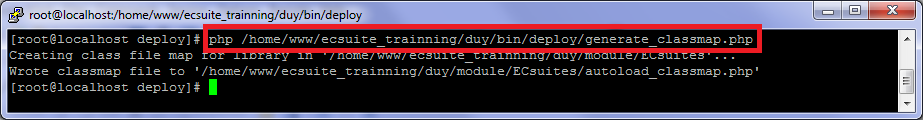 root@localhost:/home/www/ecsuite_trainning/duy/bin/deploy
[root@localhost deploy]# php /home/www/ecsuite_trainning/duy/bin/deploy/generate_classmap.php
Creating class file map for library in '/home/www/ecsuite_trainning/duy/module/ECsuites'...
Wrote classmap file to '/home/www/ecsuite_trainning/duy/module/ECsuites/autoload_classmap.php'
[root@localhost deploy]#